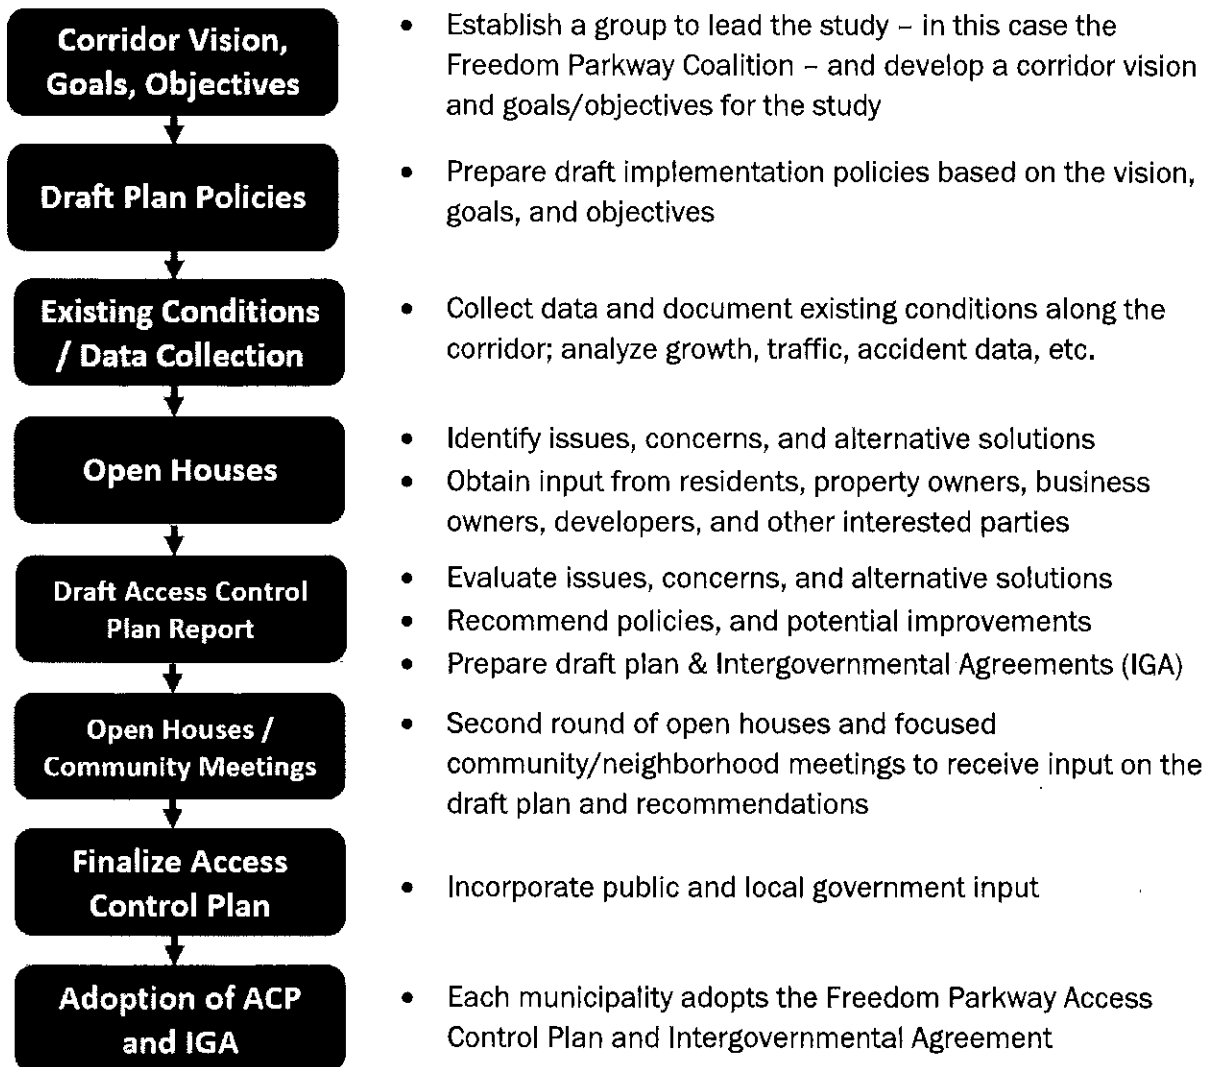 Corridor Vision,
Goals, Objectives
• Establish a group to lead the study – in this case the
Freedom Parkway Coalition – and develop a corridor vision
and goals/objectives for the study
Draft Plan Policies
• Prepare draft implementation policies based on the vision,
goals, and objectives
Existing Conditions
/ Data Collection
• Collect data and document existing conditions along the
corridor; analyze growth, traffic, accident data, etc.
Open Houses
• Identify issues, concerns, and alternative solutions
• Obtain input from residents, property owners, business
owners, developers, and other interested parties
Draft Access Control
Plan Report
• Evaluate issues, concerns, and alternative solutions
• Recommend policies, and potential improvements
• Prepare draft plan & Intergovernmental Agreements (IGA)
Open Houses /
Community Meetings
• Second round of open houses and focused
community/neighborhood meetings to receive input on the
draft plan and recommendations
Finalize Access
Control Plan
• Incorporate public and local government input
Adoption of ACP
and IGA
• Each municipality adopts the Freedom Parkway Access
Control Plan and Intergovernmental Agreement